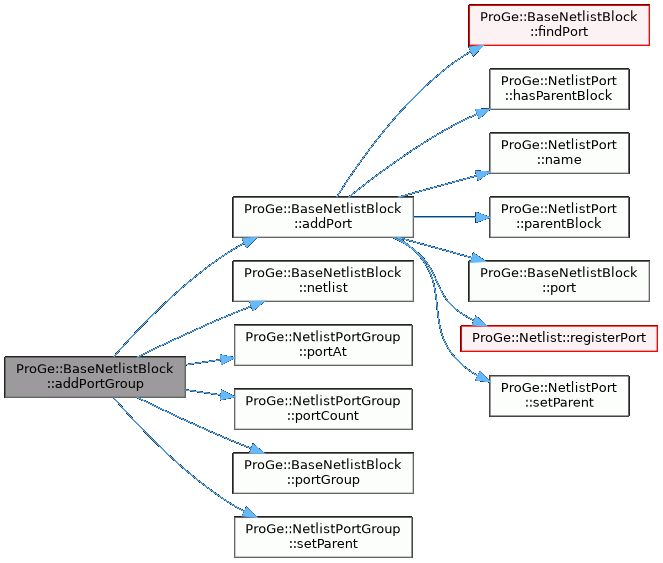 ProGe::BaseNetlistBlock
::addPortGroup
ProGe::BaseNetlistBlock
::addPort
ProGe::BaseNetlistBlock
::netlist
ProGe::NetlistPortGroup
::portAt
ProGe::NetlistPortGroup
::portCount
ProGe::BaseNetlistBlock
::portGroup
ProGe::NetlistPortGroup
::setParent
ProGe::BaseNetlistBlock
::findPort
ProGe::NetlistPort
::hasParentBlock
ProGe::NetlistPort
::name
ProGe::NetlistPort
::parentBlock
ProGe::BaseNetlistBlock
::port
ProGe::Netlist::registerPort
ProGe::NetlistPort
::setParent